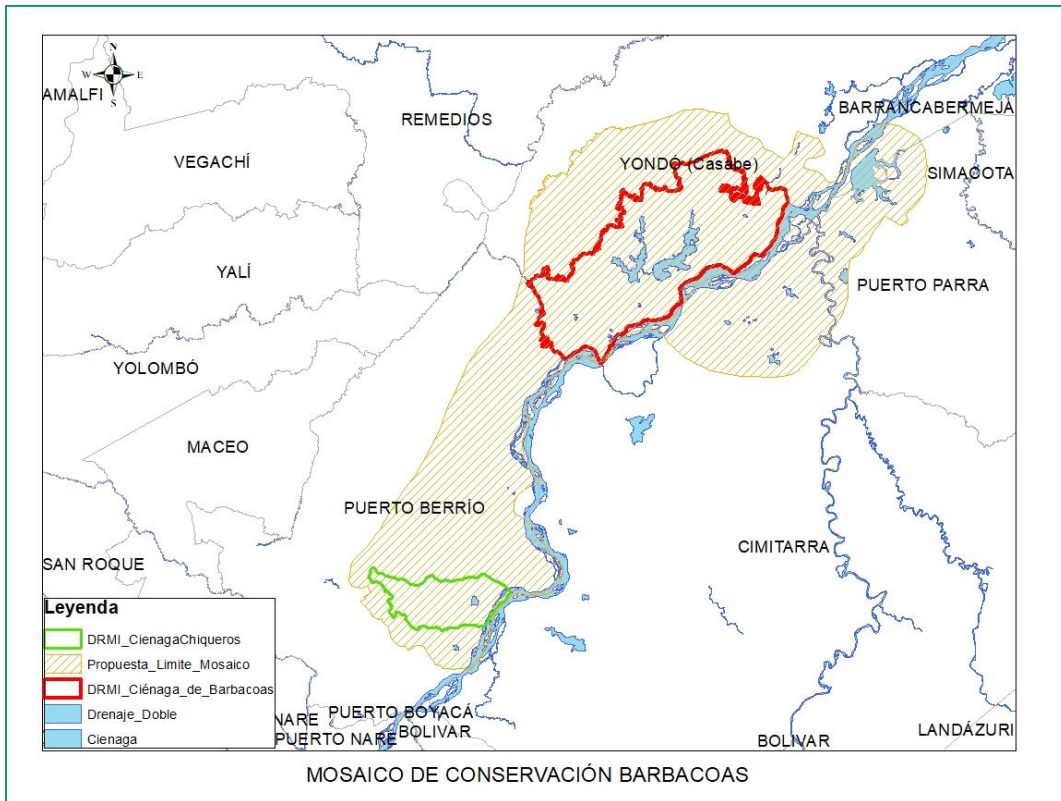 N
W E
S
AMALFI
REMEDIOS
BARRANCABERMEJA
VEGACHÍ
YONDÓ (Casabe)
SIMACOTA
YALÍ
PUERTO PARRA
YOLOMBÓ
MACEO
PUERTO BERRÍO
CIMITARRA
SAN ROQUE
Leyenda
DRMI_CienagaChiqueros
Propuesta_Limite_Mosaico
DRMI_Ciénaga_de_Barbacoas
Drenaje_Doble
Cienaga
NARE
PUERTO BOYACÁ
PUERTO NARE
BOLIVAR
BOLIVAR
LANDÁZURI
MOSAICO DE CONSERVACIÓN BARBACOAS